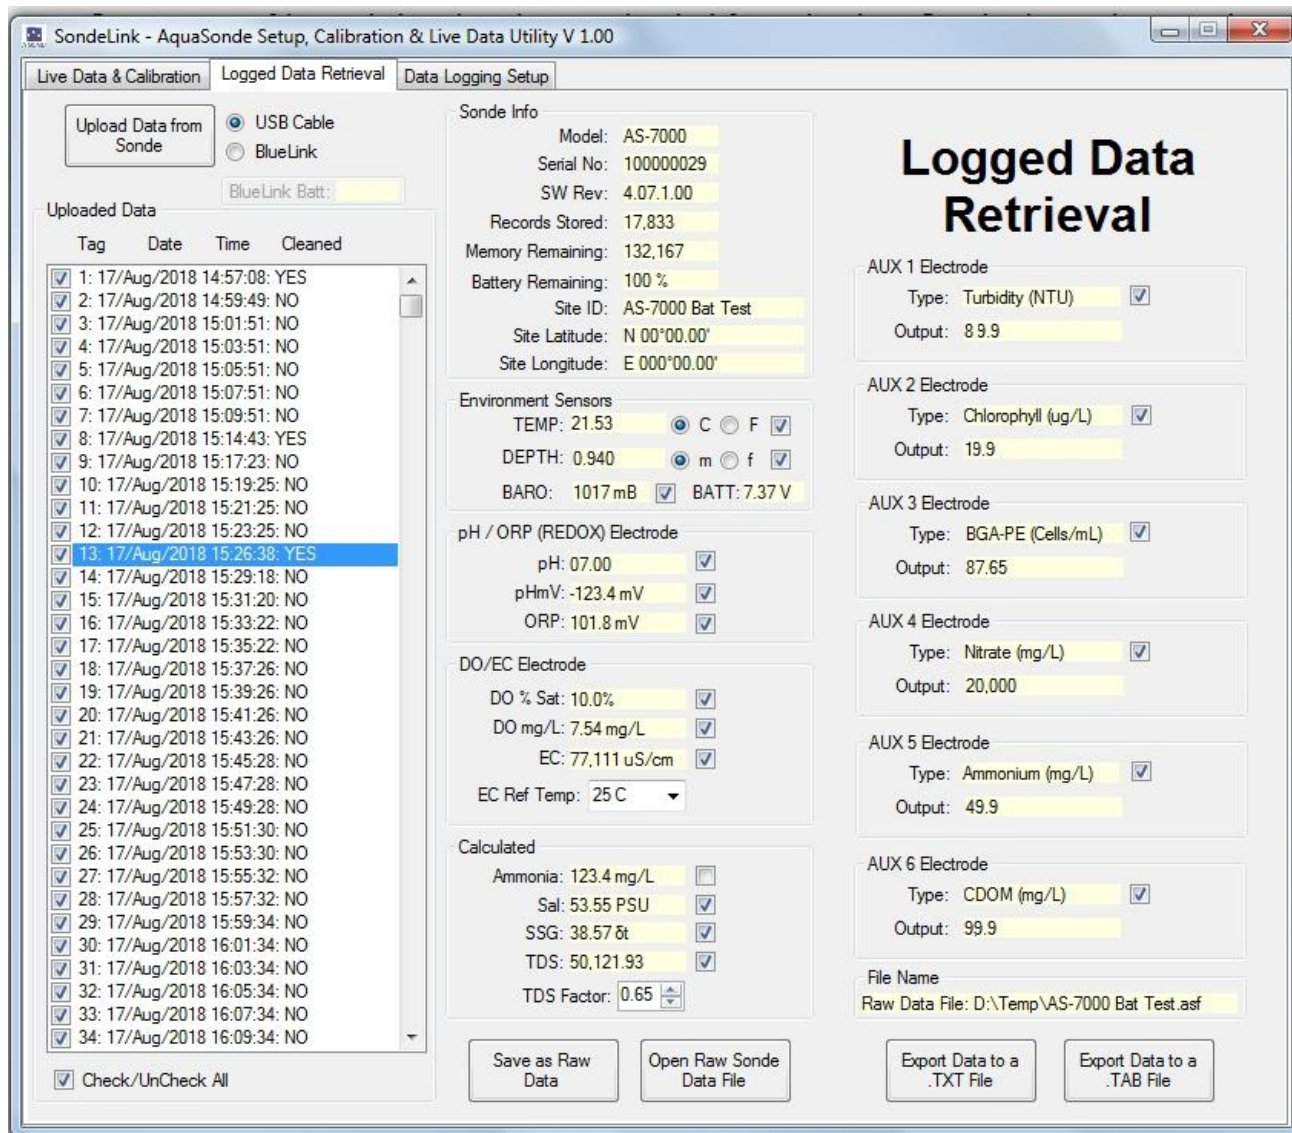 SondeLink - AquaSonde Setup, Calibration & Live Data Utility V 1.00
Live Data & Calibration
Logged Data Retrieval
Data Logging Setup
Upload Data from
Sonde
USB Cable
BlueLink
BlueLink Batt:
Uploaded Data
Tag Date Time Cleaned
1: 17/Aug/2018 14:57:08: YES
2: 17/Aug/2018 14:59:49: NO
3: 17/Aug/2018 15:01:51: NO
4: 17/Aug/2018 15:03:51: NO
5: 17/Aug/2018 15:05:51: NO
6: 17/Aug/2018 15:07:51: NO
7: 17/Aug/2018 15:09:51: NO
8: 17/Aug/2018 15:14:43: YES
9: 17/Aug/2018 15:17:23: NO
10: 17/Aug/2018 15:19:25: NO
11: 17/Aug/2018 15:21:25: NO
12: 17/Aug/2018 15:23:25: NO
13: 17/Aug/2018 15:26:38: YES
14: 17/Aug/2018 15:29:18: NO
15: 17/Aug/2018 15:31:20: NO
16: 17/Aug/2018 15:33:22: NO
17: 17/Aug/2018 15:35:22: NO
18: 17/Aug/2018 15:37:26: NO
19: 17/Aug/2018 15:39:26: NO
20: 17/Aug/2018 15:41:26: NO
21: 17/Aug/2018 15:43:26: NO
22: 17/Aug/2018 15:45:28: NO
23: 17/Aug/2018 15:47:28: NO
24: 17/Aug/2018 15:49:28: NO
25: 17/Aug/2018 15:51:30: NO
26: 17/Aug/2018 15:53:30: NO
27: 17/Aug/2018 15:55:32: NO
28: 17/Aug/2018 15:57:32: NO
29: 17/Aug/2018 15:59:34: NO
30: 17/Aug/2018 16:01:34: NO
31: 17/Aug/2018 16:03:34: NO
32: 17/Aug/2018 16:05:34: NO
33: 17/Aug/2018 16:07:34: NO
34: 17/Aug/2018 16:09:34: NO
Check/UnCheck All
Sonde Info
Model: AS-7000
Serial No: 100000029
SW Rev: 4.07.1.00
Records Stored: 17,833
Memory Remaining: 132,167
Battery Remaining: 100 %
Site ID: AS-7000 Bat Test
Site Latitude: N 00°00.00'
Site Longitude: E 000°00.00'
Environment Sensors
TEMP: 21.53 C F
DEPTH: 0.940 m f
BARO: 1017 mB BATT: 7.37 V
pH / ORP (REDOX) Electrode
pH: 07.00
pHmV: -123.4 mV
ORP: 101.8 mV
DO/EC Electrode
DO % Sat: 10.0%
DO mg/L: 7.54 mg/L
EC: 77,111 uS/cm
EC Ref Temp: 25 C
Calculated
Ammonia: 123.4 mg/L
Sal: 53.55 PSU
SSG: 38.57 δt
TDS: 50,121.93
TDS Factor: 0.65
Save as Raw
Data
Open Raw Sonde
Data File
Logged Data
Retrieval
AUX 1 Electrode
Type: Turbidity (NTU)
Output: 8 9.9
AUX 2 Electrode
Type: Chlorophyll (ug/L)
Output: 19.9
AUX 3 Electrode
Type: BGA-PE (Cells/mL)
Output: 87.65
AUX 4 Electrode
Type: Nitrate (mg/L)
Output: 20,000
AUX 5 Electrode
Type: Ammonium (mg/L)
Output: 49.9
AUX 6 Electrode
Type: CDOM (mg/L)
Output: 99.9
File Name
Raw Data File: D:\Temp\AS-7000 Bat Test.asf
Export Data to a
.TXT File
Export Data to a
.TAB File